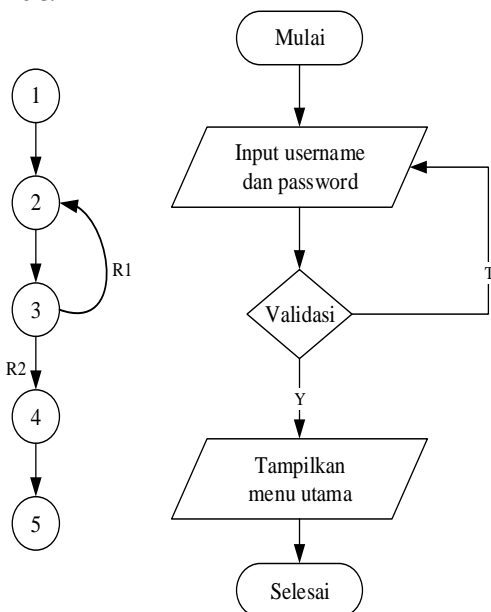 1
2
3
R1
R2
4
5
Mulai
Input username
dan password
Validasi
T
Y
Tampilkan
menu utama
Selesai